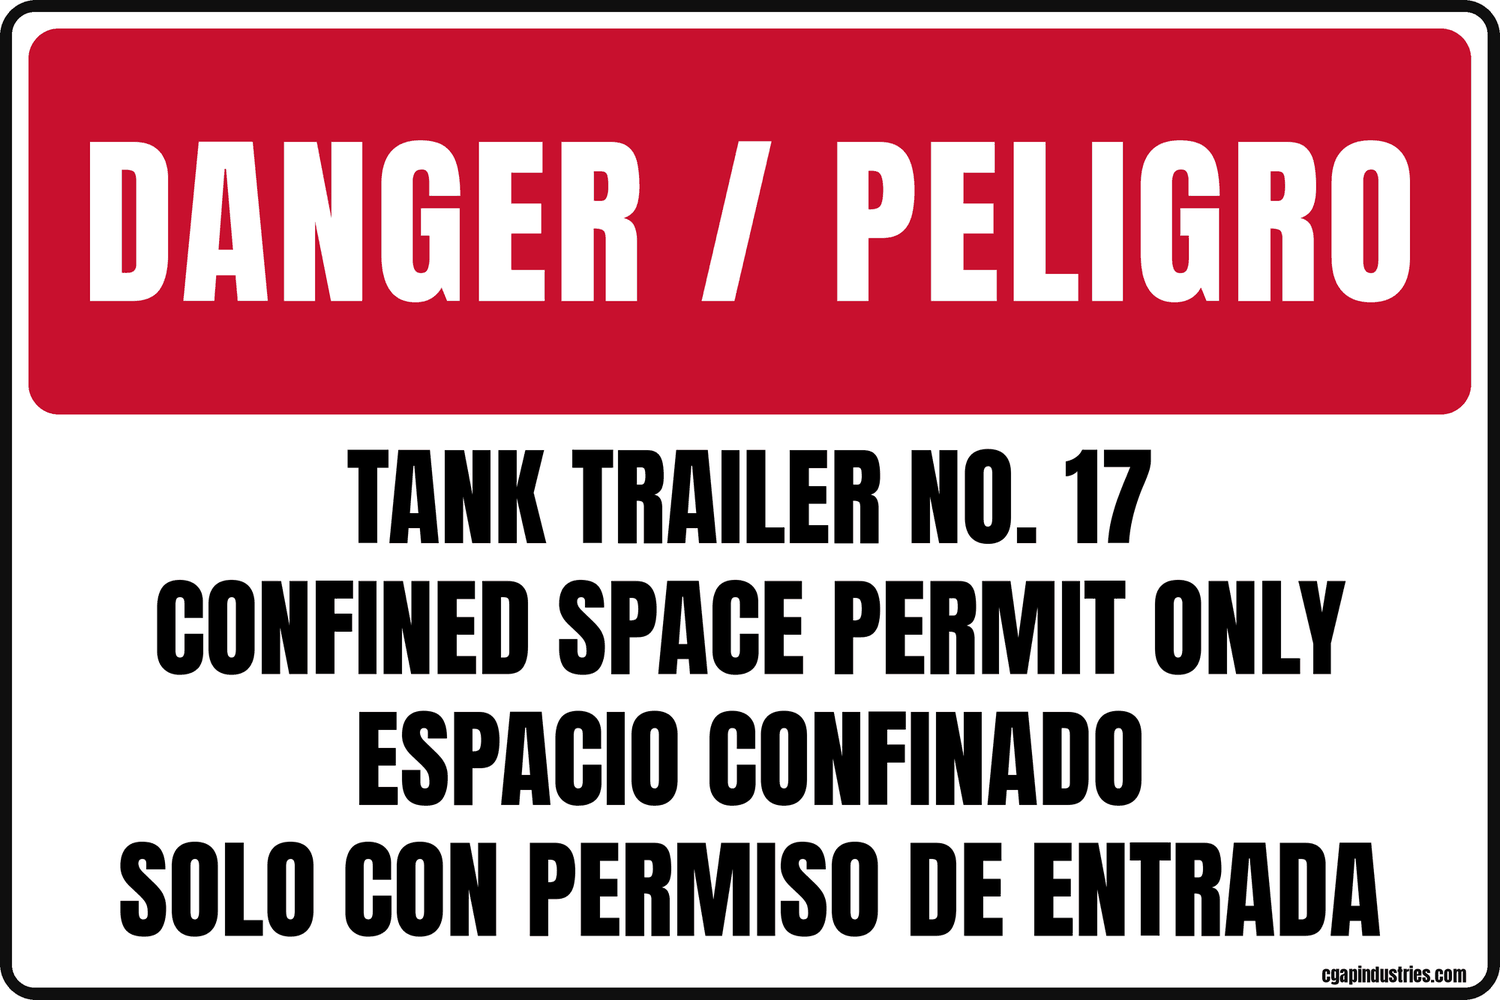 DANGER / PELIGRO
TANK TRAILER NO. 17
CONFINED SPACE PERMIT ONLY
ESPACIO CONFINADO
SOLO CON PERMISO DE ENTRADA
cgapindustries.com